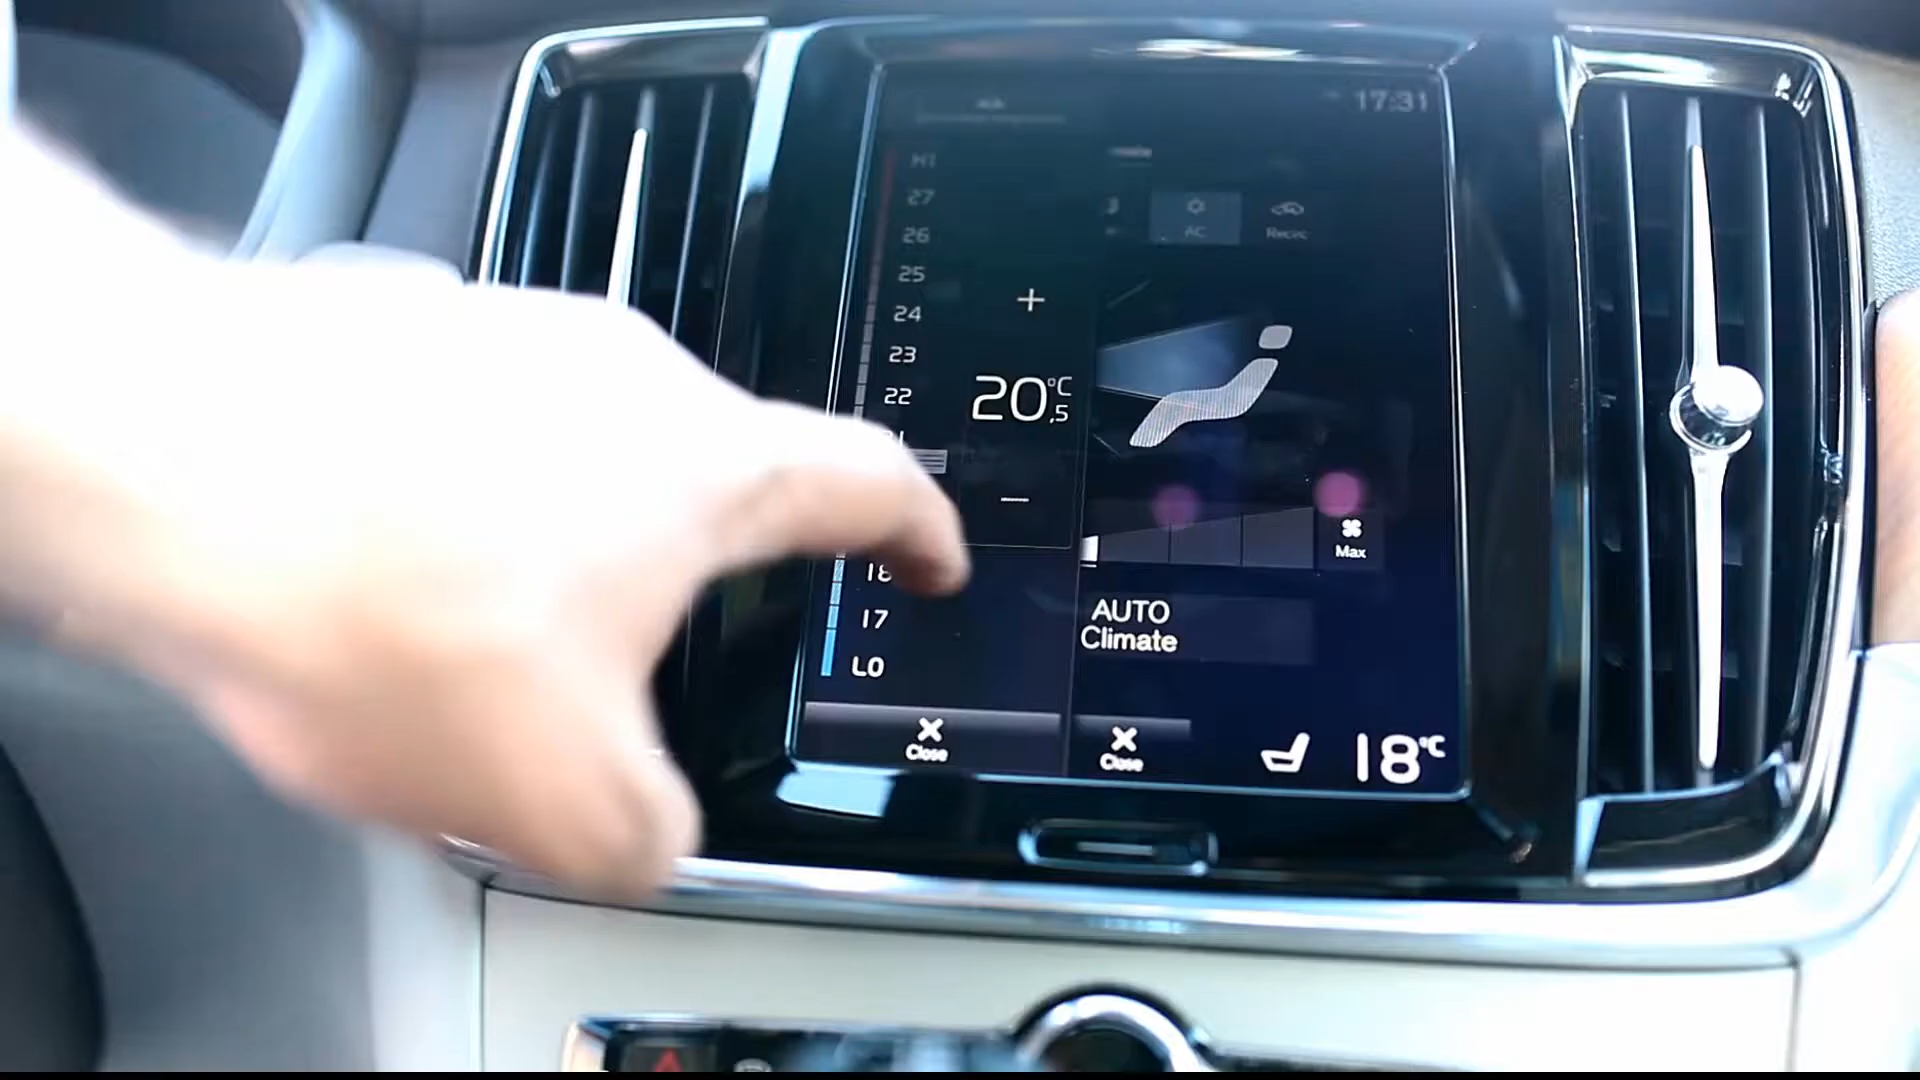 17:31
HI
27
26
25
24
23
22
18
17
LO
+
20,5 °C
—
AC
Recirc
Max
AUTO
Climate
Close
Close
18°C